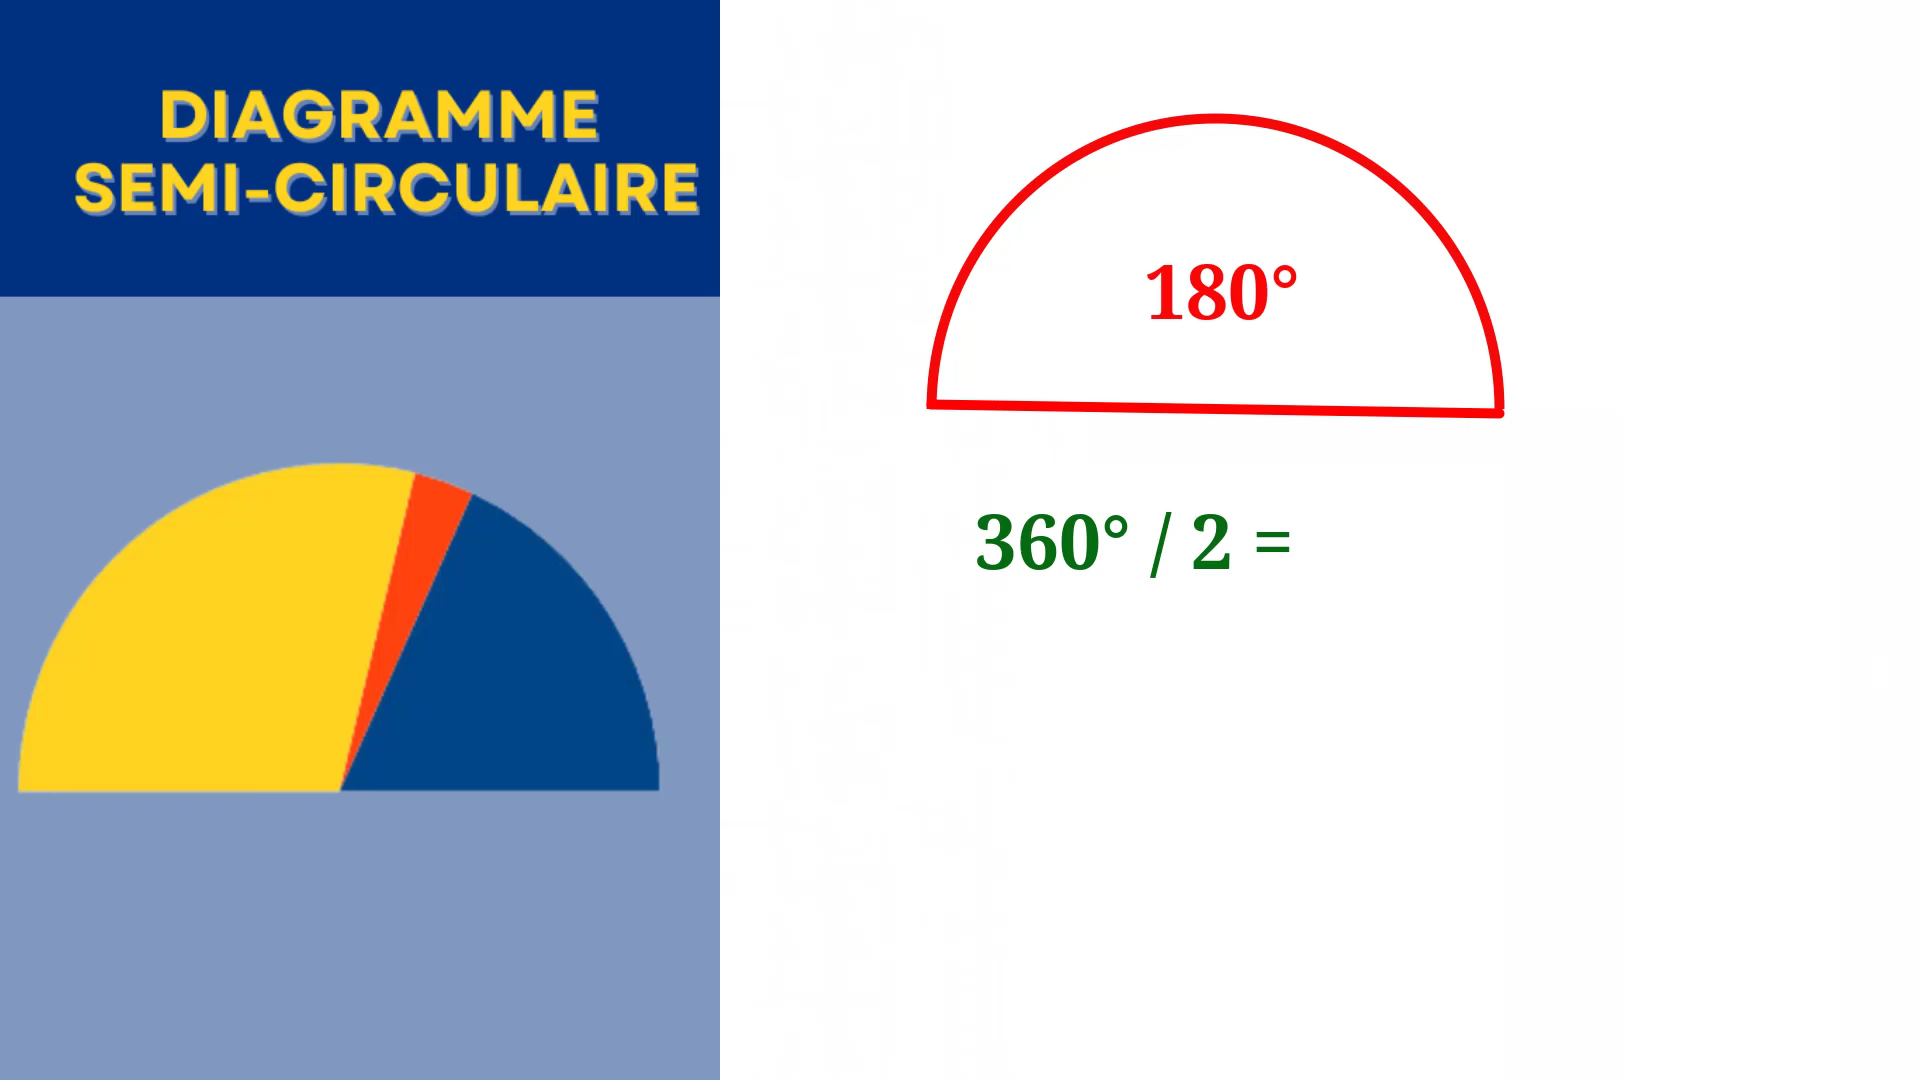 DIAGRAMME
SEMI-CIRCULAIRE
180°
360° / 2 =